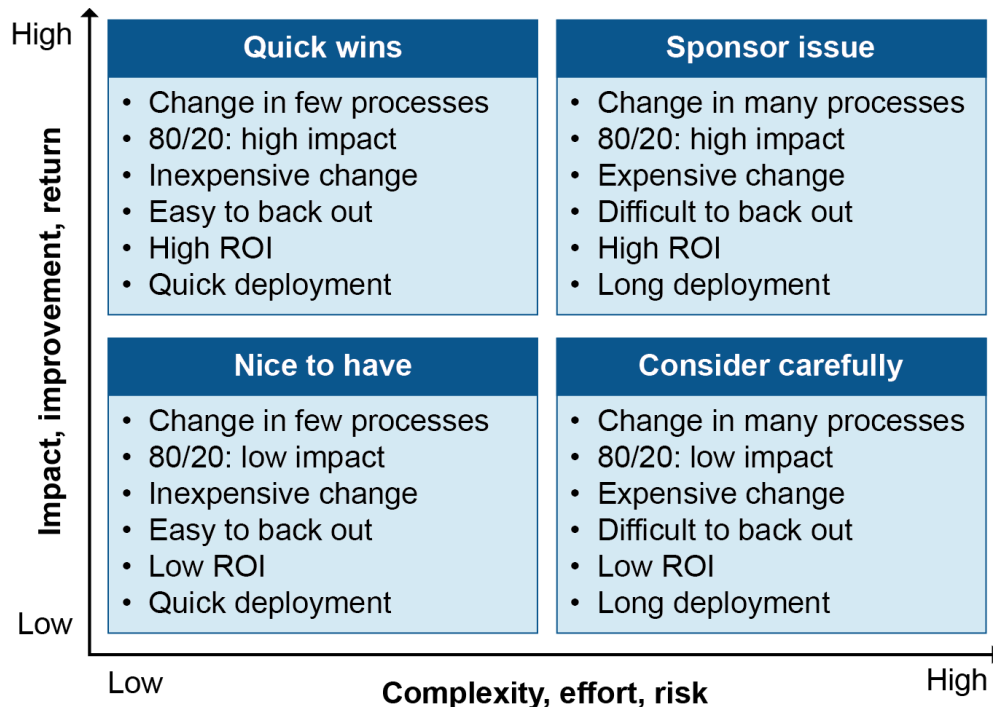 High
Impact, improvement, return
Low
Quick wins
• Change in few processes
• 80/20: high impact
• Inexpensive change
• Easy to back out
• High ROI
• Quick deployment
Sponsor issue
• Change in many processes
• 80/20: high impact
• Expensive change
• Difficult to back out
• High ROI
• Long deployment
Nice to have
• Change in few processes
• 80/20: low impact
• Inexpensive change
• Easy to back out
• Low ROI
• Quick deployment
Consider carefully
• Change in many processes
• 80/20: low impact
• Expensive change
• Difficult to back out
• Low ROI
• Long deployment
Low
Complexity, effort, risk
High